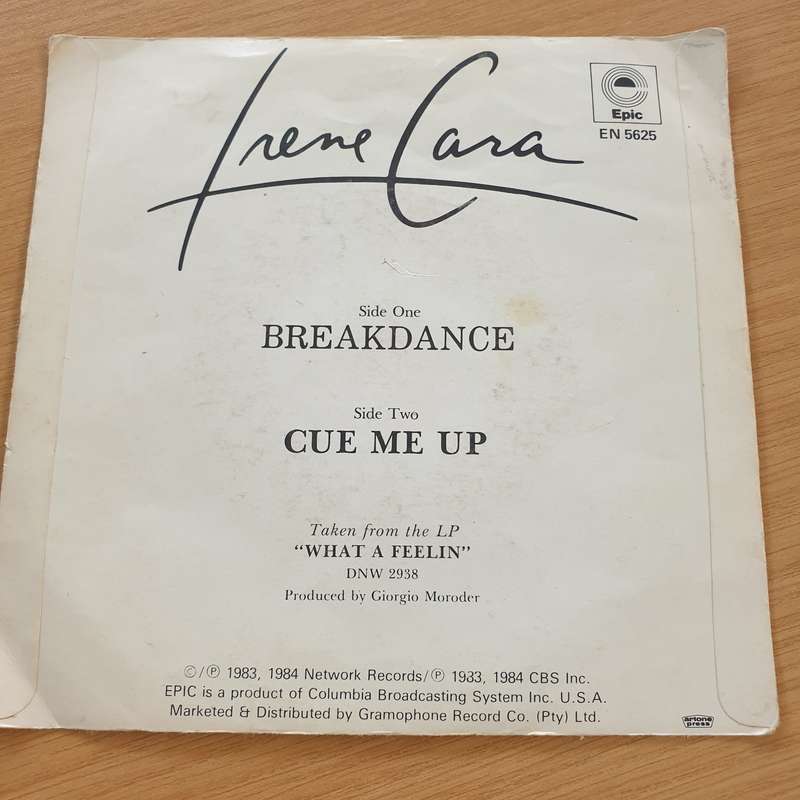 Irene Cara
Epic
EN 5625
Side One
BREAKDANCE
Side Two
CUE ME UP
Taken from the LP
“WHAT A FEELIN”
DNW 2938
Produced by Giorgio Moroder
©/Ⓟ 1983, 1984 Network Records/Ⓟ 1933, 1984 CBS Inc.
EPIC is a product of Columbia Broadcasting System Inc. U.S.A.
Marketed & Distributed by Gramophone Record Co. (Pty) Ltd.
artone
press